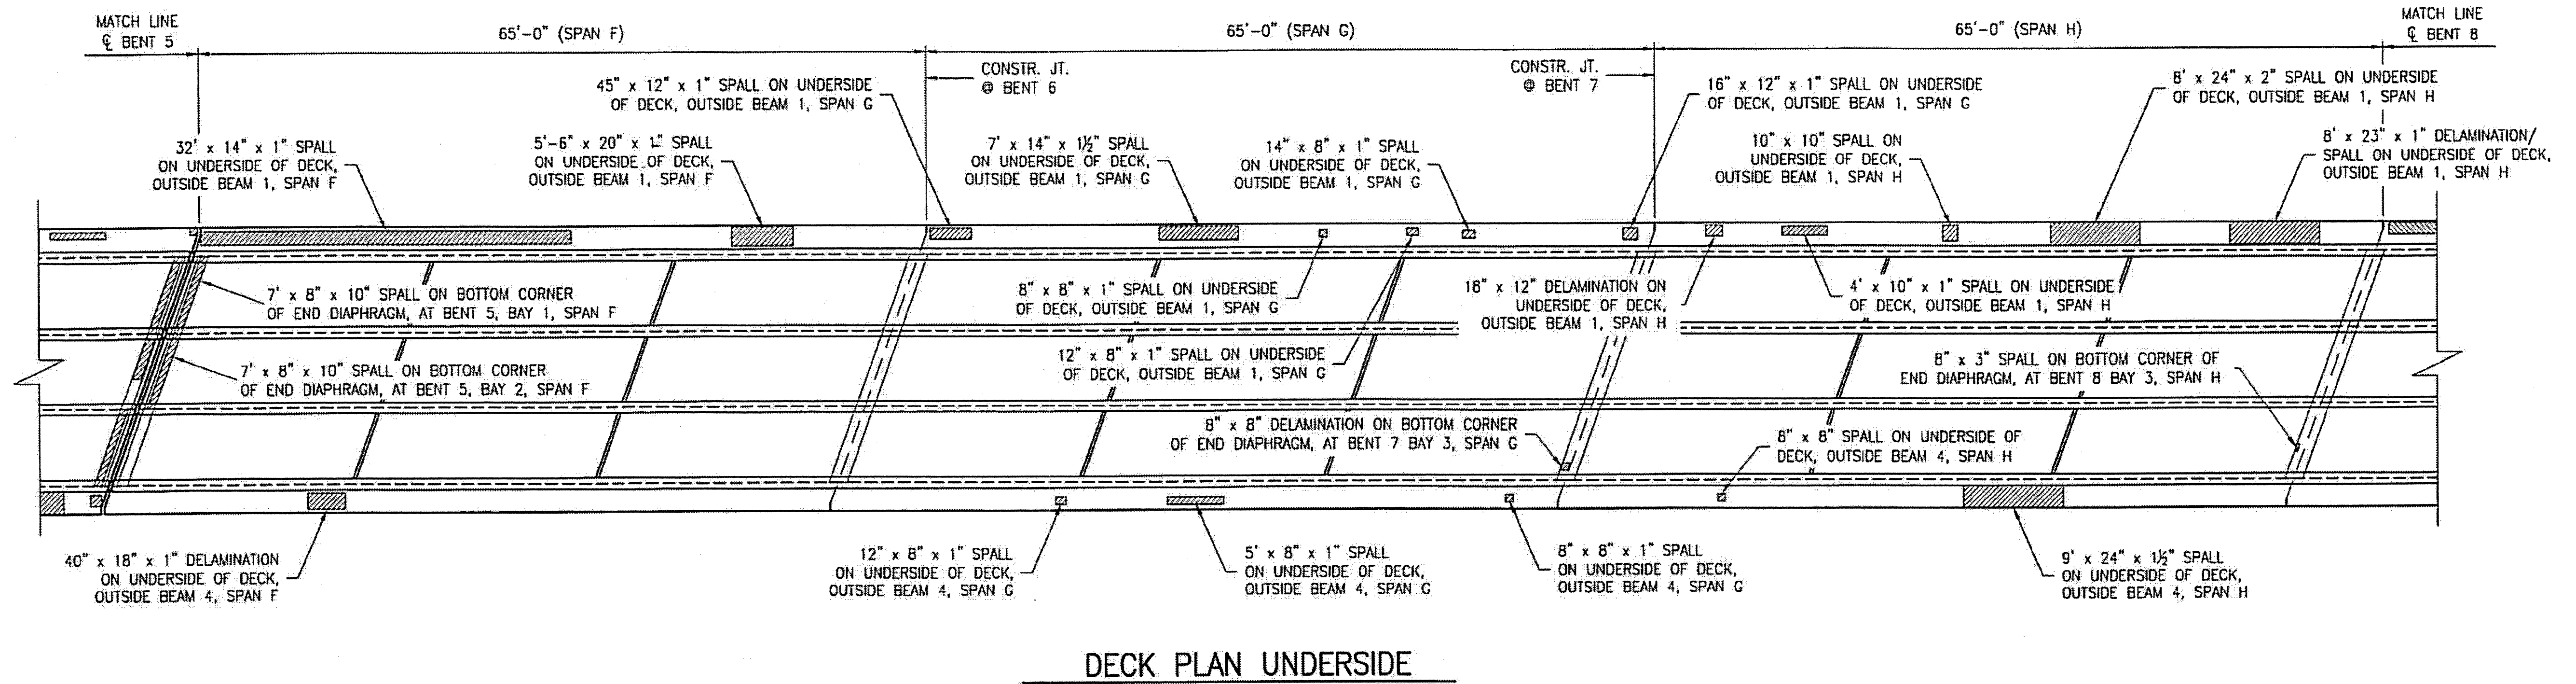 MATCH LINE
℄ BENT 5
65'-0" (SPAN F)
65'-0" (SPAN G)
65'-0" (SPAN H)
MATCH LINE
℄ BENT 8
CONSTR. JT.
@ BENT 6
CONSTR. JT.
@ BENT 7
45" x 12" x 1" SPALL ON UNDERSIDE
OF DECK, OUTSIDE BEAM 1, SPAN G
16" x 12" x 1" SPALL ON UNDERSIDE
OF DECK, OUTSIDE BEAM 1, SPAN G
8' x 24" x 2" SPALL ON UNDERSIDE
OF DECK, OUTSIDE BEAM 1, SPAN H
32' x 14" x 1" SPALL
ON UNDERSIDE OF DECK,
OUTSIDE BEAM 1, SPAN F
5'-6" x 20" x 1" SPALL
ON UNDERSIDE OF DECK,
OUTSIDE BEAM 1, SPAN F
7' x 14" x 1½" SPALL
ON UNDERSIDE OF DECK,
OUTSIDE BEAM 1, SPAN G
14" x 8" x 1" SPALL
ON UNDERSIDE OF DECK,
OUTSIDE BEAM 1, SPAN G
10" x 10" SPALL ON
UNDERSIDE OF DECK,
OUTSIDE BEAM 1, SPAN H
8' x 23" x 1" DELAMINATION/
SPALL ON UNDERSIDE OF DECK,
OUTSIDE BEAM 1, SPAN H
7' x 8" x 10" SPALL ON BOTTOM CORNER
OF END DIAPHRAGM, AT BENT 5, BAY 1, SPAN F
8" x 8" x 1" SPALL ON UNDERSIDE
OF DECK, OUTSIDE BEAM 1, SPAN G
18" x 12" DELAMINATION ON
UNDERSIDE OF DECK,
OUTSIDE BEAM 1, SPAN H
4' x 10" x 1" SPALL ON UNDERSIDE
OF DECK, OUTSIDE BEAM 1, SPAN H
7' x 8" x 10" SPALL ON BOTTOM CORNER
OF END DIAPHRAGM, AT BENT 5, BAY 2, SPAN F
12" x 8" x 1" SPALL ON UNDERSIDE
OF DECK, OUTSIDE BEAM 1, SPAN G
8" x 3" SPALL ON BOTTOM CORNER OF
END DIAPHRAGM, AT BENT 8 BAY 3, SPAN H
8" x 8" DELAMINATION ON BOTTOM CORNER
OF END DIAPHRAGM, AT BENT 7 BAY 3, SPAN G
8" x 8" SPALL ON UNDERSIDE OF
DECK, OUTSIDE BEAM 4, SPAN H
40" x 18" x 1" DELAMINATION
ON UNDERSIDE OF DECK,
OUTSIDE BEAM 4, SPAN F
12" x 8" x 1" SPALL
ON UNDERSIDE OF DECK,
OUTSIDE BEAM 4, SPAN G
5' x 8" x 1" SPALL
ON UNDERSIDE OF DECK,
OUTSIDE BEAM 4, SPAN G
8" x 8" x 1" SPALL
ON UNDERSIDE OF DECK,
OUTSIDE BEAM 4, SPAN G
9' x 24" x 1½" SPALL
ON UNDERSIDE OF DECK,
OUTSIDE BEAM 4, SPAN H
DECK PLAN UNDERSIDE